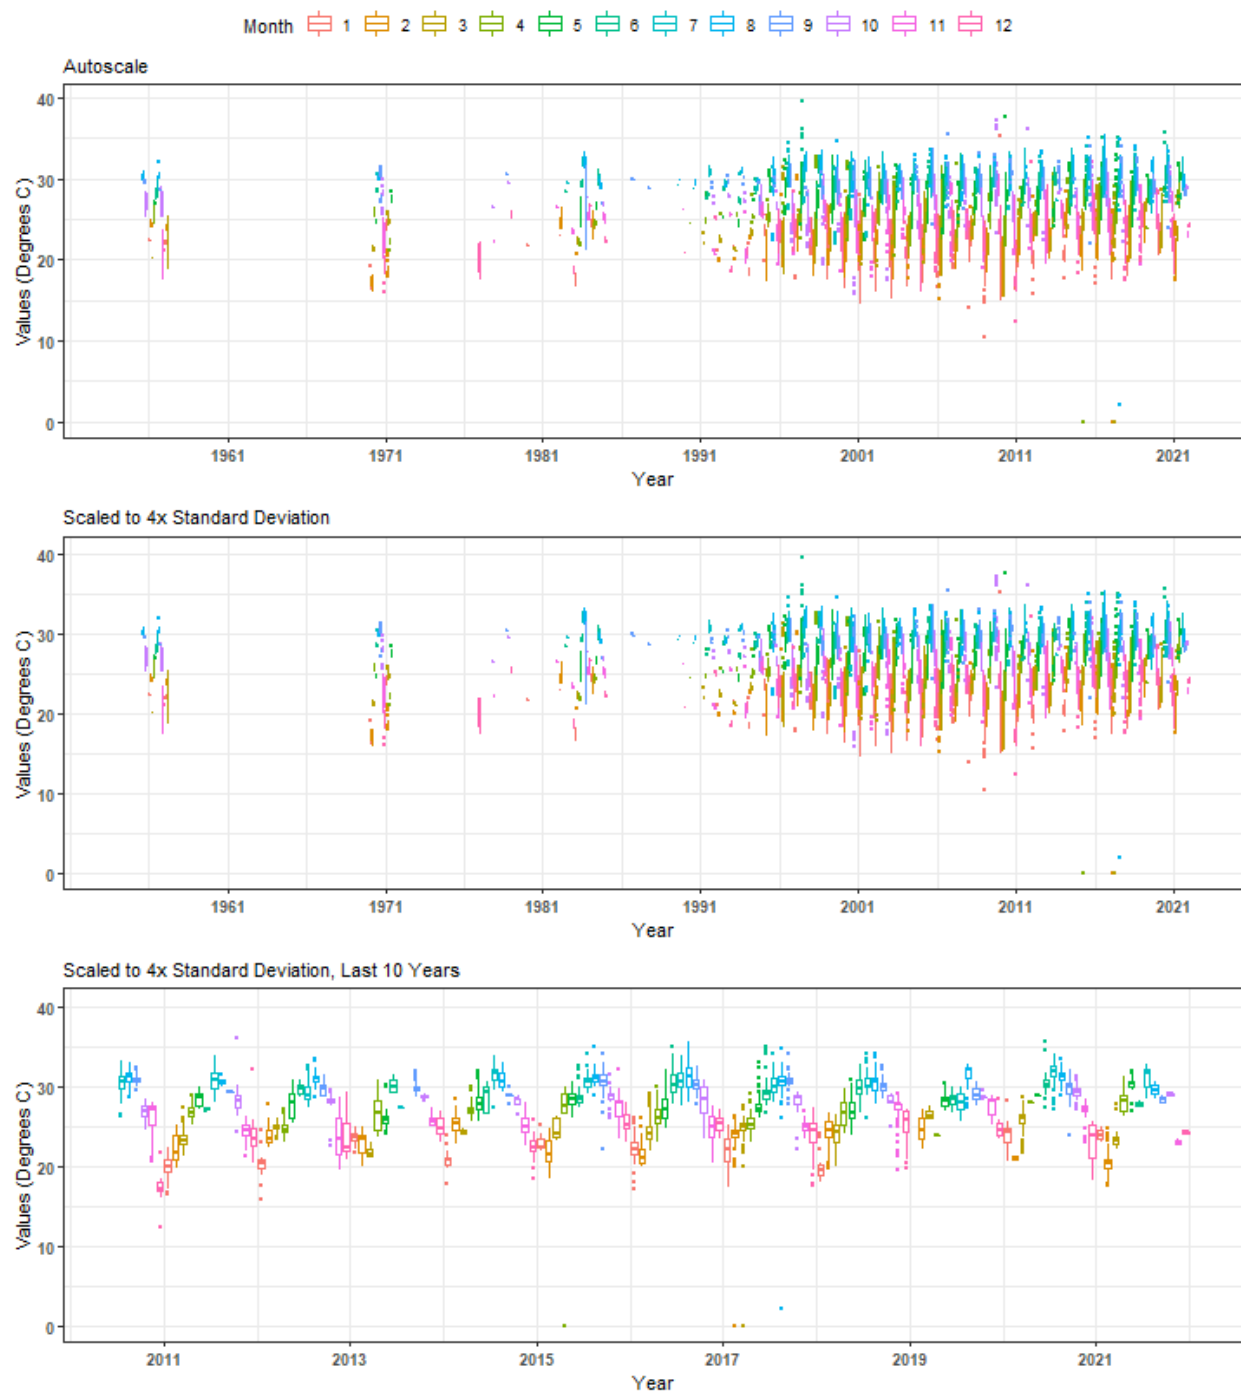 Month 1 2 3 4 5 6 7 8 9 10 11 12
Autoscale
40
30
20
10
0
Values (Degrees C)
1961 1971 1981 1991 2001 2011 2021
Year
Scaled to 4x Standard Deviation
40
30
20
10
0
Values (Degrees C)
1961 1971 1981 1991 2001 2011 2021
Year
Scaled to 4x Standard Deviation, Last 10 Years
40
30
20
10
0
Values (Degrees C)
2011 2013 2015 2017 2019 2021
Year